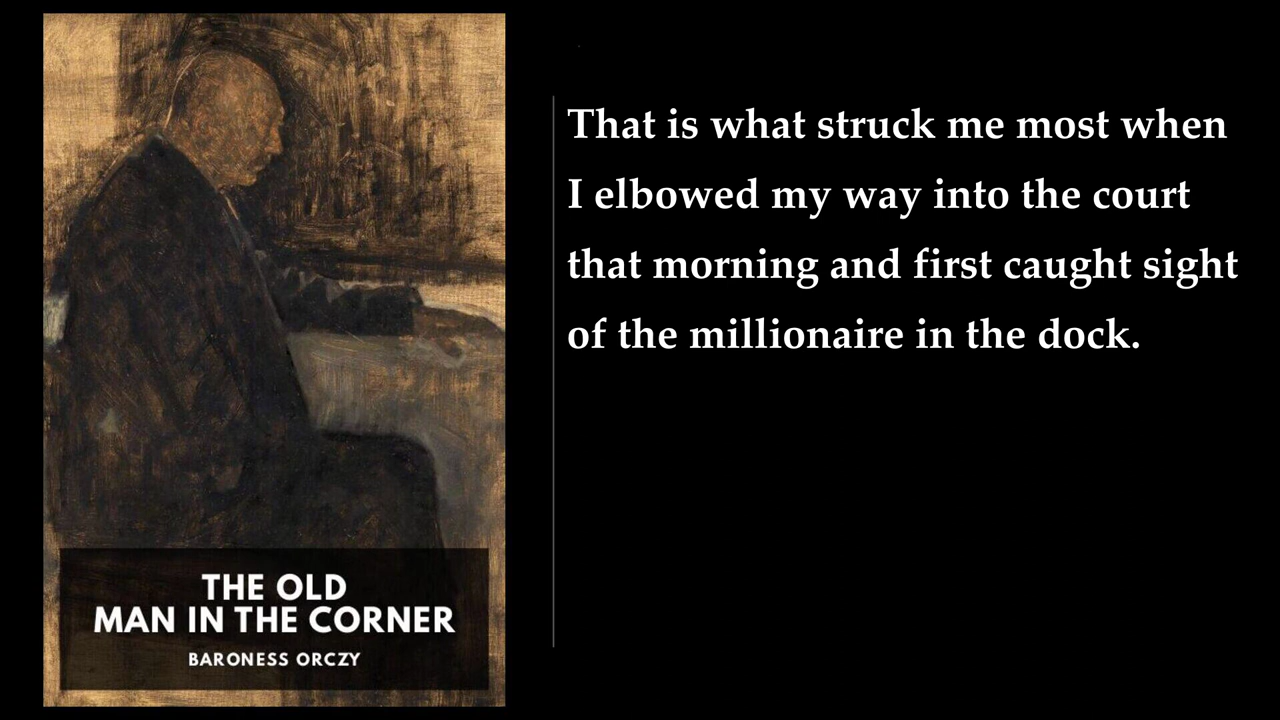 THE OLD
MAN IN THE CORNER
BARONESS ORCZY
That is what struck me most when
I elbowed my way into the court
that morning and first caught sight
of the millionaire in the dock.